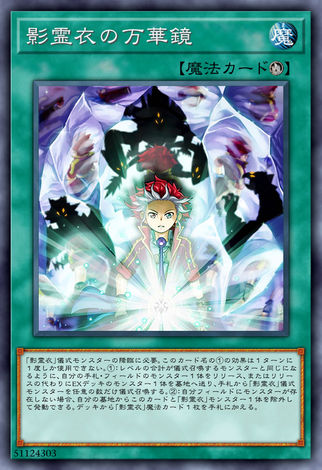 影霊衣の万華鏡
魔
【魔法カード】
「影霊衣」儀式モンスターの降臨に必要。このカード名の①の効果は1ターンに
1度しか使用できない。①:レベルの合計が儀式召喚するモンスターと同じにな
るように、自分の手札・フィールドのモンスター1体をリリース、またはリリー
スの代わりにEXデッキのモンスター1体を墓地へ送り、手札から「影霊衣」儀式モ
ンスターを任意の数だけ儀式召喚する。②:自分フィールドにモンスターが存
在しない場合、自分の墓地からこのカードと「影霊衣」モンスター1体を除外し
て発動できる。デッキから「影霊衣」魔法カード1枚を手札に加える。
51124303